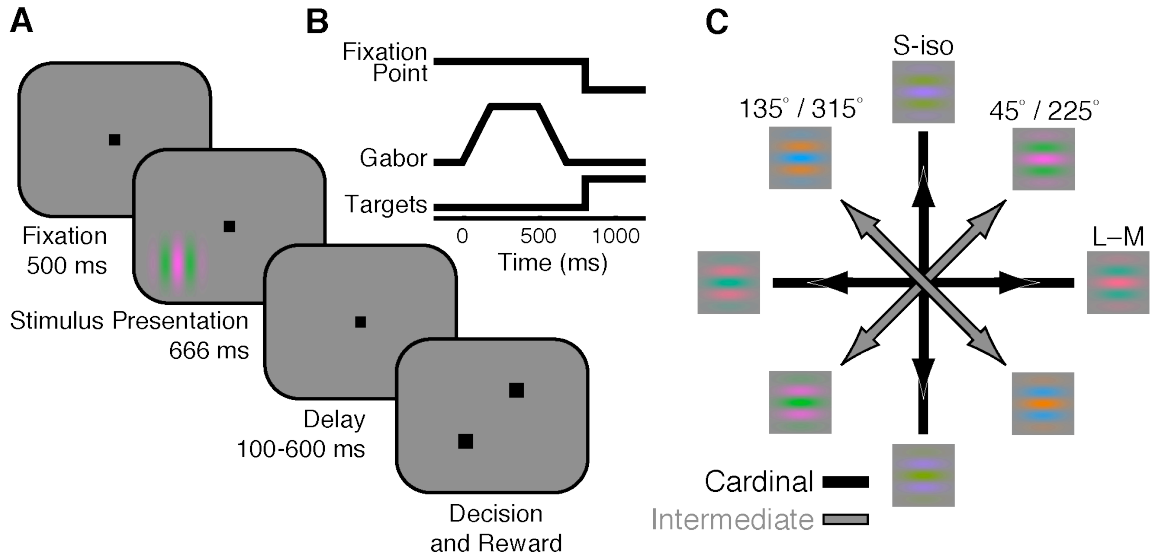 A
Fixation
500 ms
Stimulus Presentation
666 ms
Delay
100-600 ms
Decision
and Reward
B
Fixation
Point
Gabor
Targets
0 500 1000
Time (ms)
C
S-iso
135° / 315°
45° / 225°
L–M
Cardinal
Intermediate